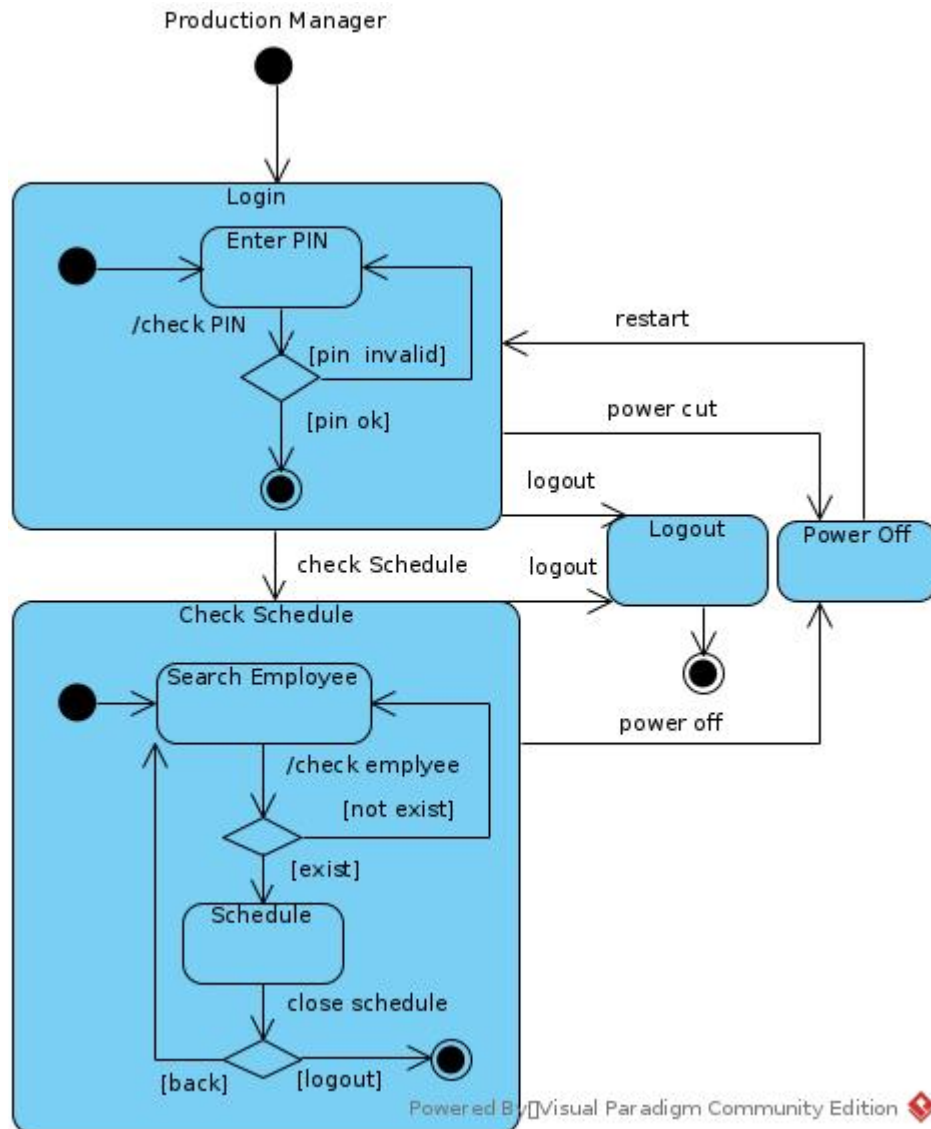 Production Manager
Login
Enter PIN
/check PIN
[pin invalid]
[pin ok]
restart
power cut
logout
Logout
Power Off
check Schedule
logout
Check Schedule
Search Employee
/check emplyee
[not exist]
[exist]
Schedule
close schedule
[back]
[logout]
power off
Powered By▯Visual Paradigm Community Edition